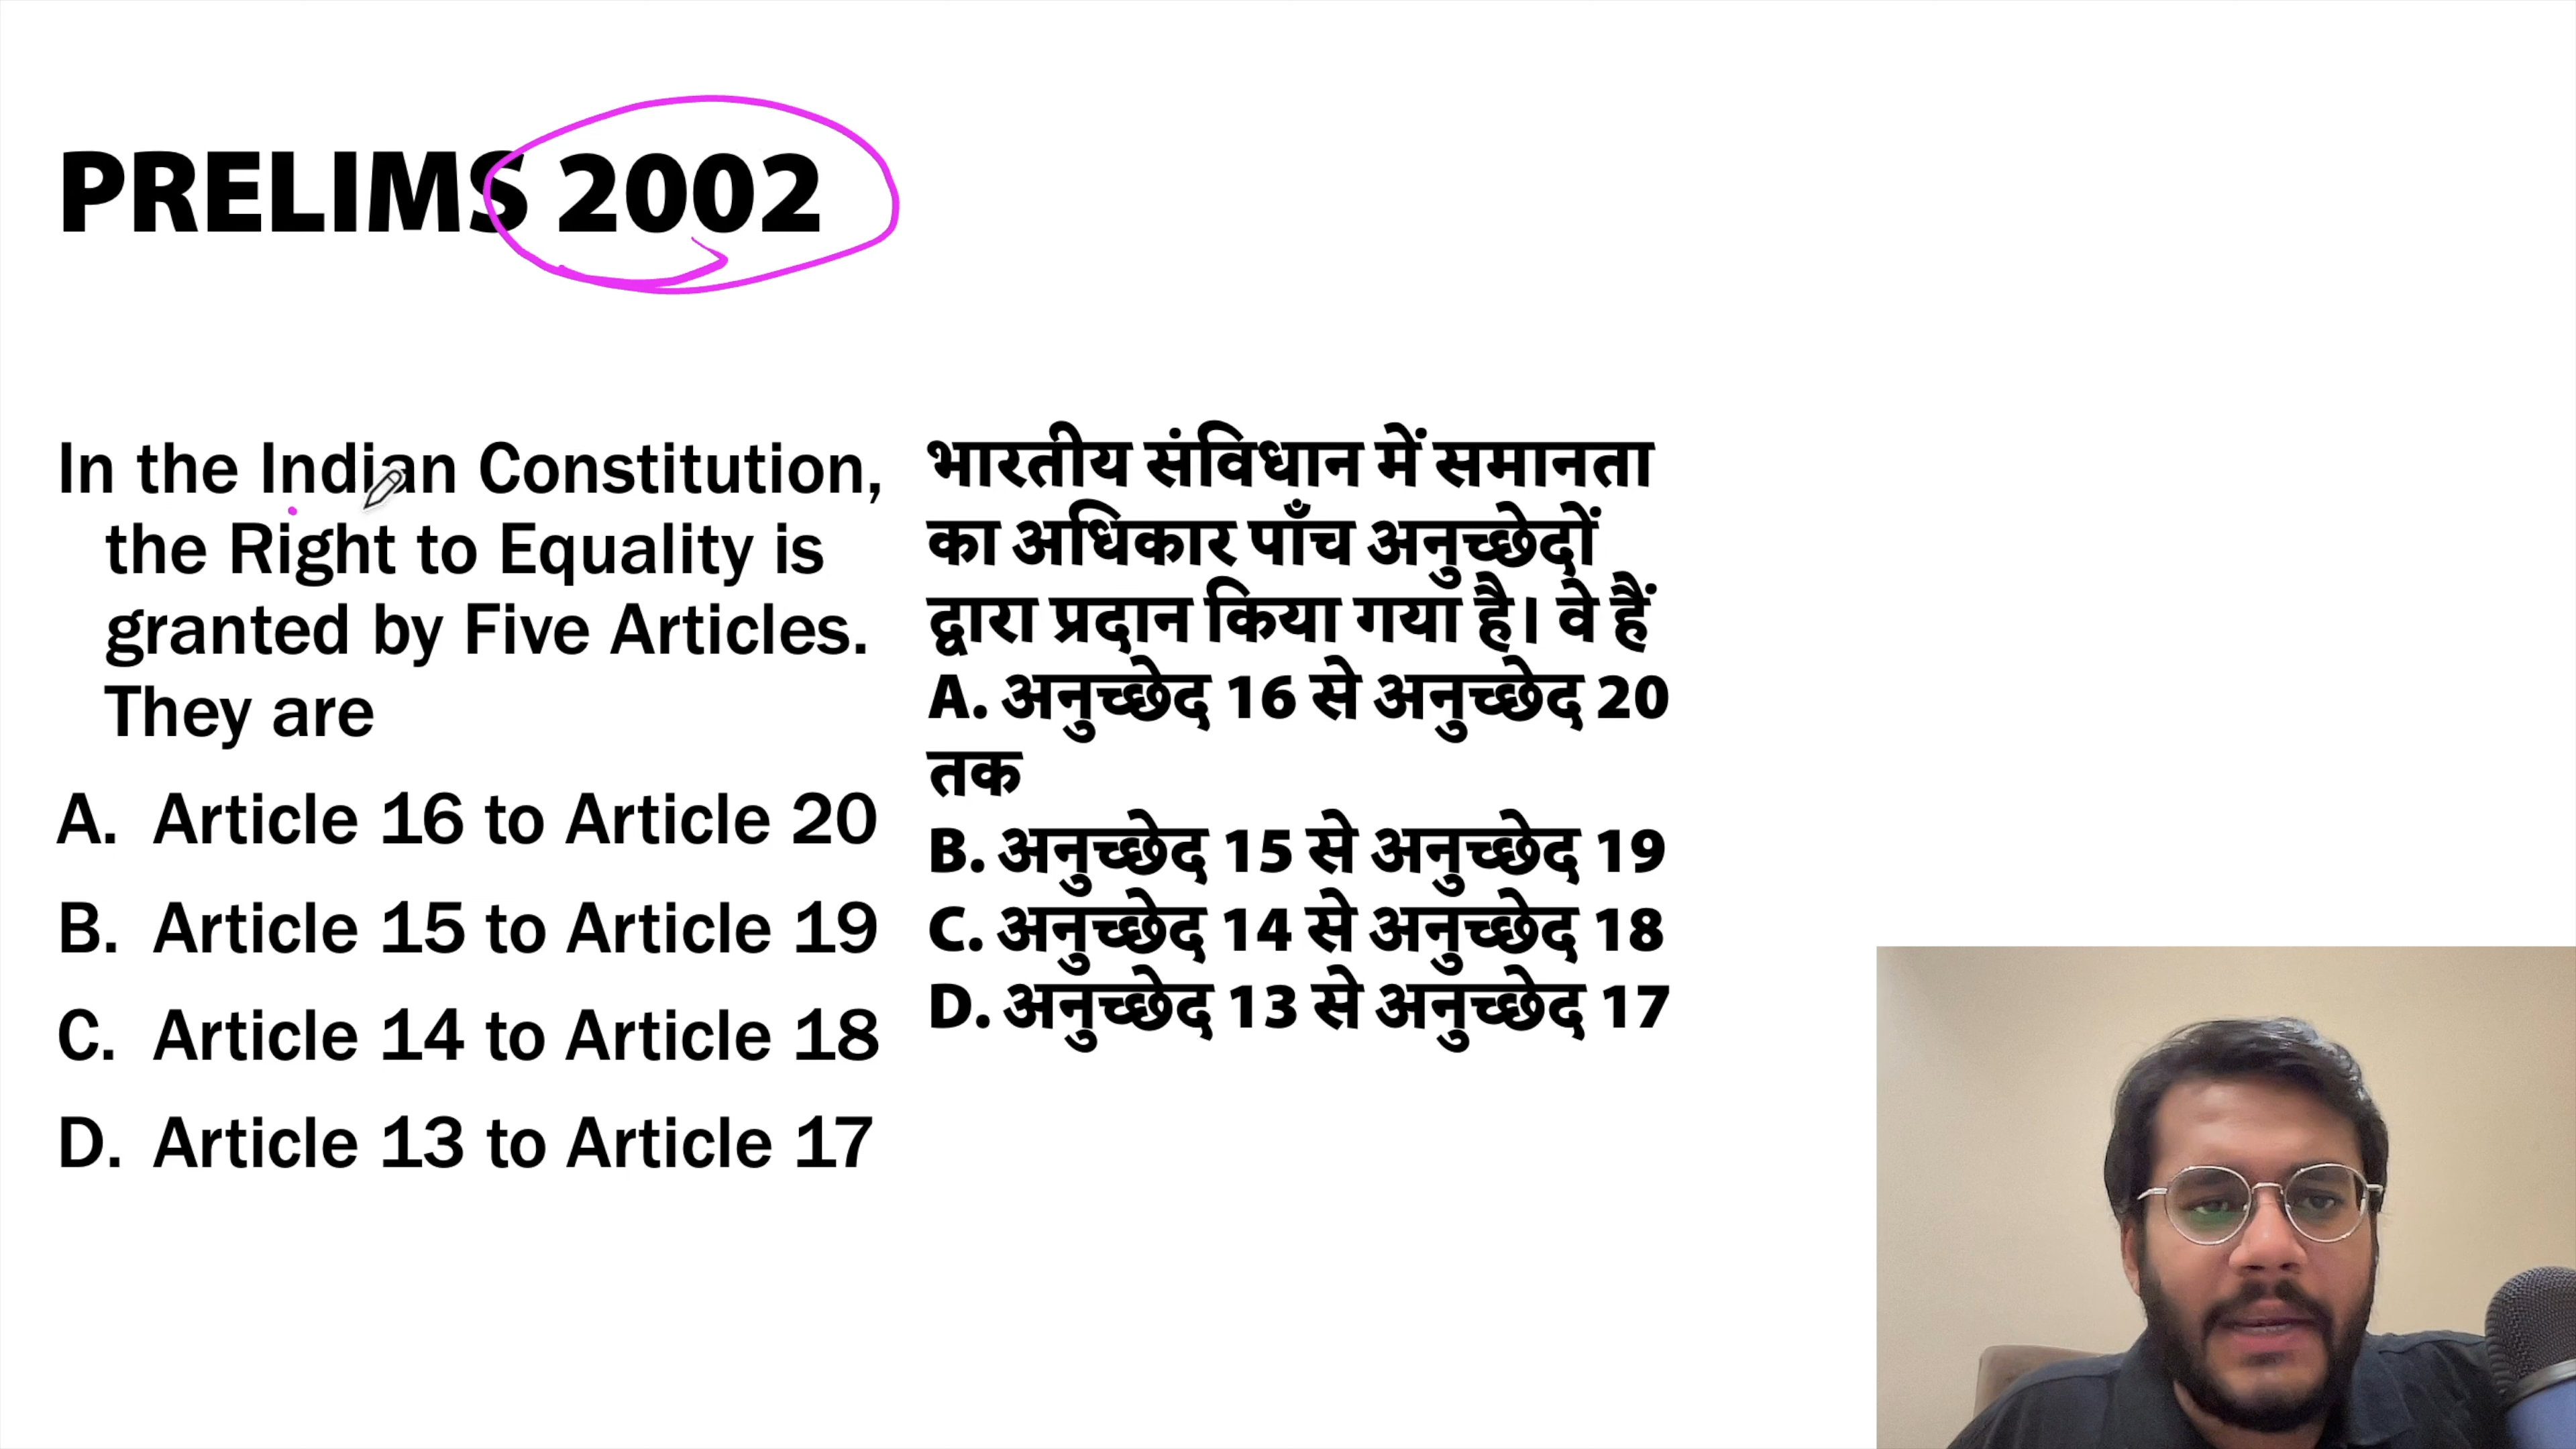 PRELIMS 2002
In the Indian Constitution,
the Right to Equality is
granted by Five Articles.
They are
A. Article 16 to Article 20
B. Article 15 to Article 19
C. Article 14 to Article 18
D. Article 13 to Article 17
भारतीय संविधान में समानता
का अधिकार पाँच अनुच्छेदों
द्वारा प्रदान किया गया है। वे हैं
A. अनुच्छेद 16 से अनुच्छेद 20
तक
B. अनुच्छेद 15 से अनुच्छेद 19
C. अनुच्छेद 14 से अनुच्छेद 18
D. अनुच्छेद 13 से अनुच्छेद 17